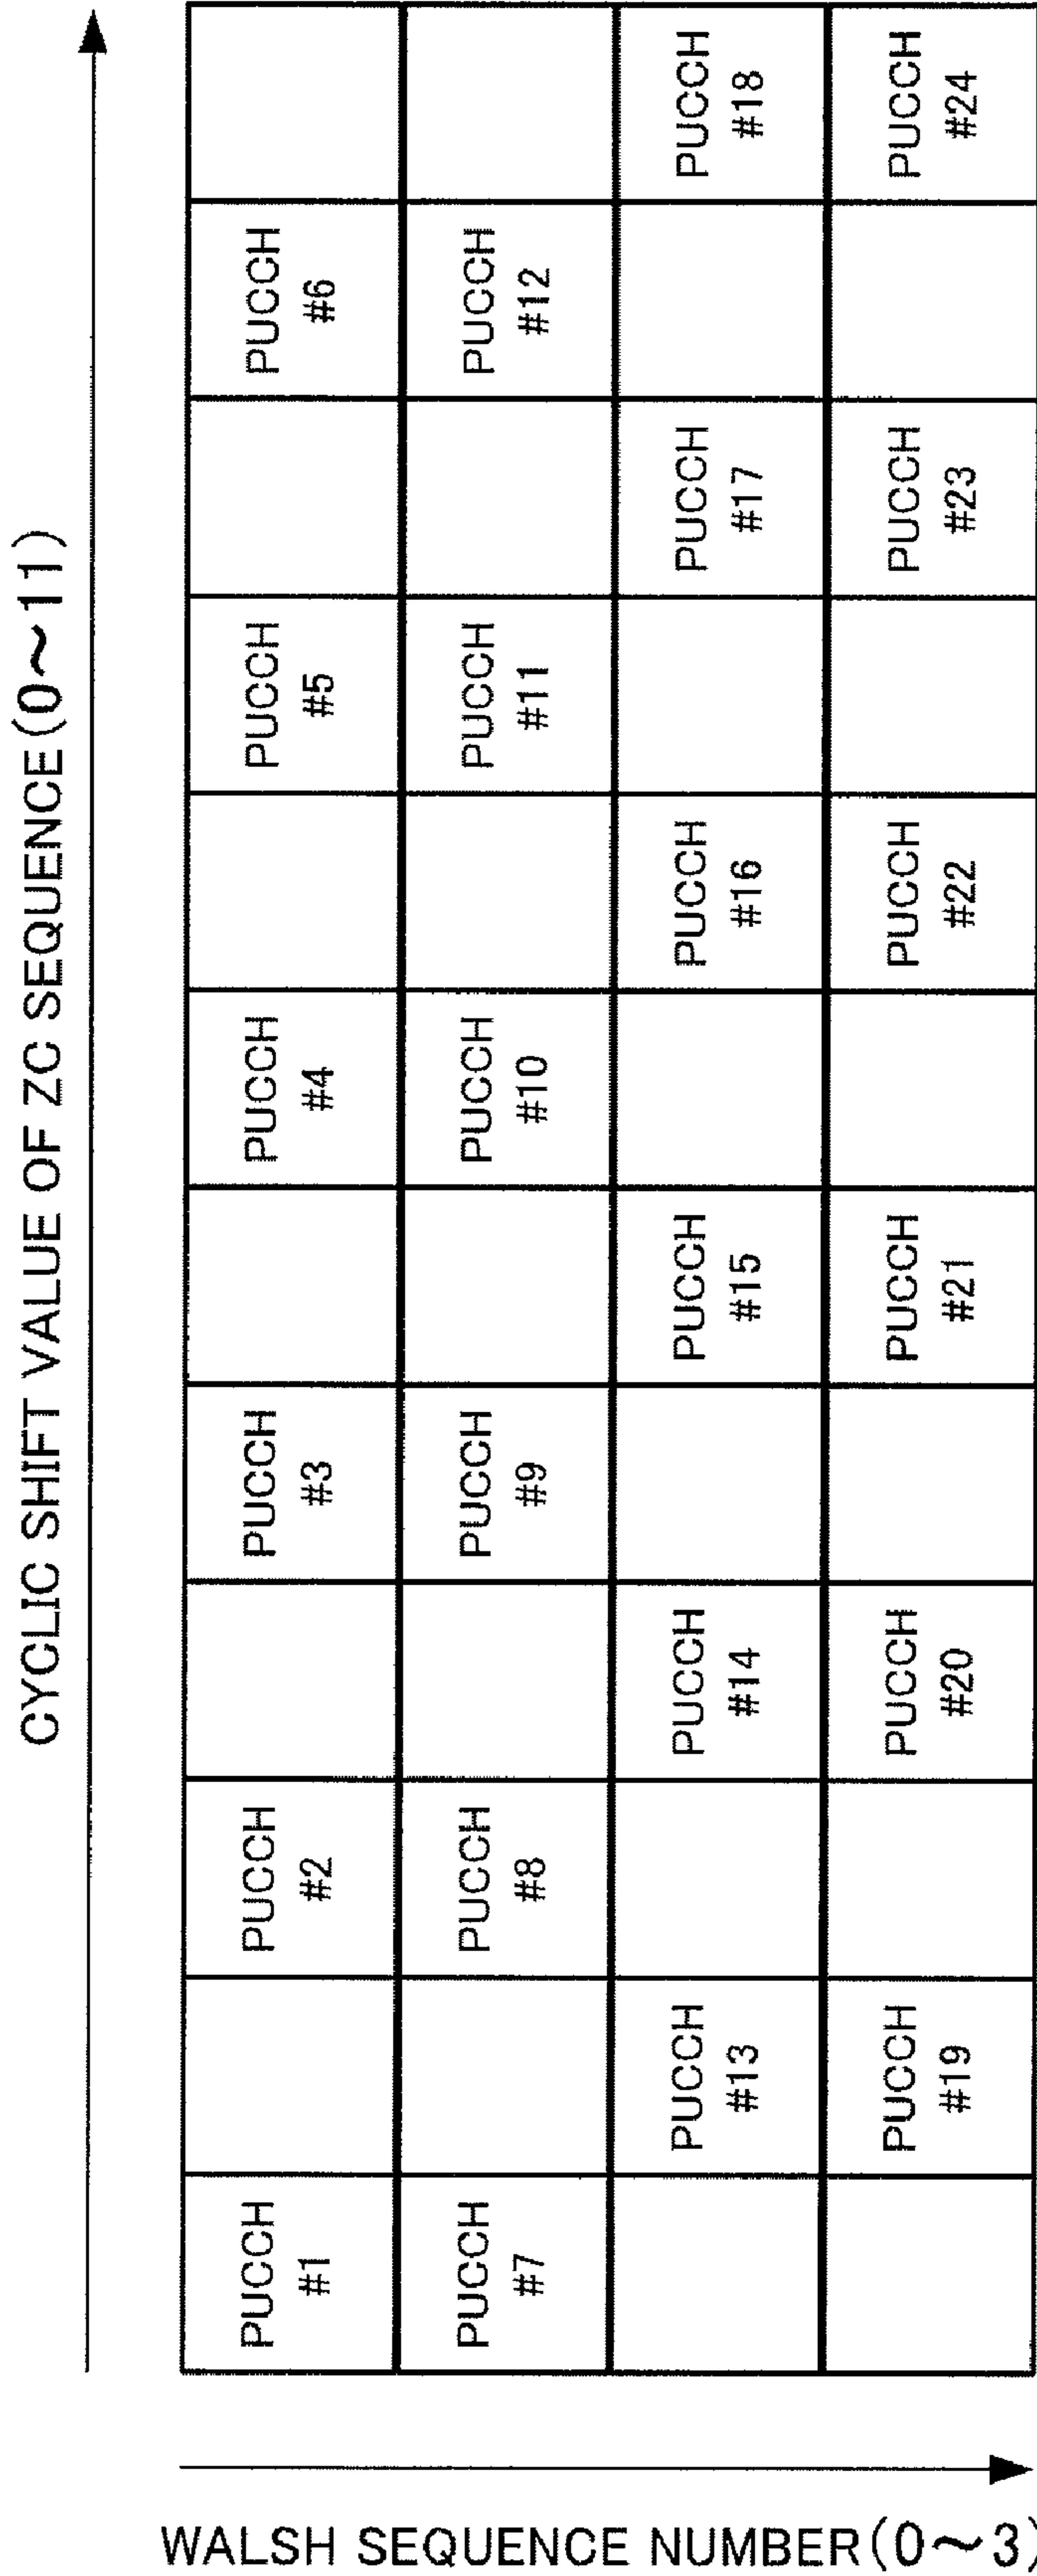 CYCLIC SHIFT VALUE OF ZC SEQUENCE(0~11)
PUCCH
#1
PUCCH
#2
PUCCH
#3
PUCCH
#4
PUCCH
#5
PUCCH
#6
PUCCH
#7
PUCCH
#8
PUCCH
#9
PUCCH
#10
PUCCH
#11
PUCCH
#12
PUCCH
#13
PUCCH
#14
PUCCH
#15
PUCCH
#16
PUCCH
#17
PUCCH
#18
PUCCH
#19
PUCCH
#20
PUCCH
#21
PUCCH
#22
PUCCH
#23
PUCCH
#24
WALSH SEQUENCE NUMBER(0~3)